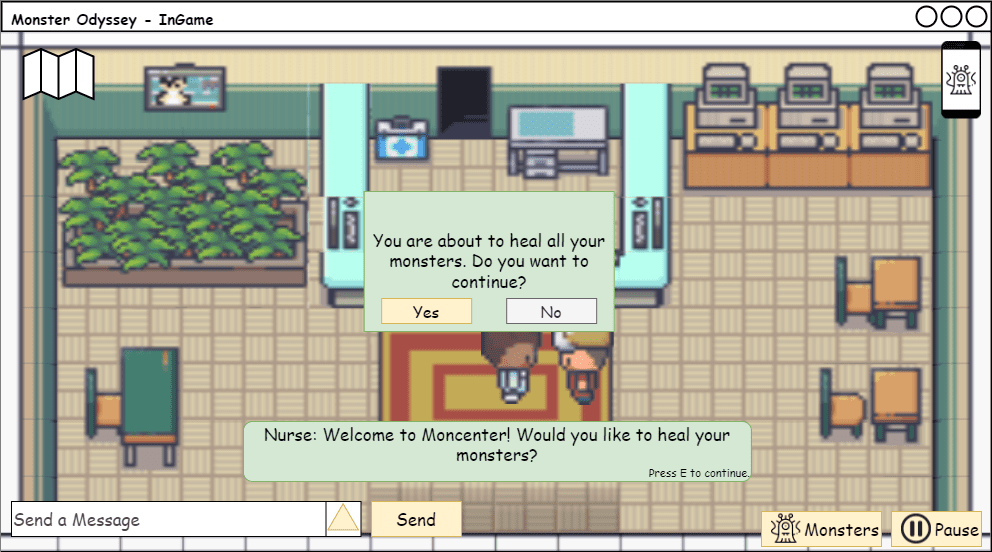 Monster Odyssey - InGame
You are about to heal all your
monsters. Do you want to
continue?
Yes
No
Nurse: Welcome to Moncenter! Would you like to heal your
monsters?
Press E to continue.
Send a Message
Send
Monsters
Pause